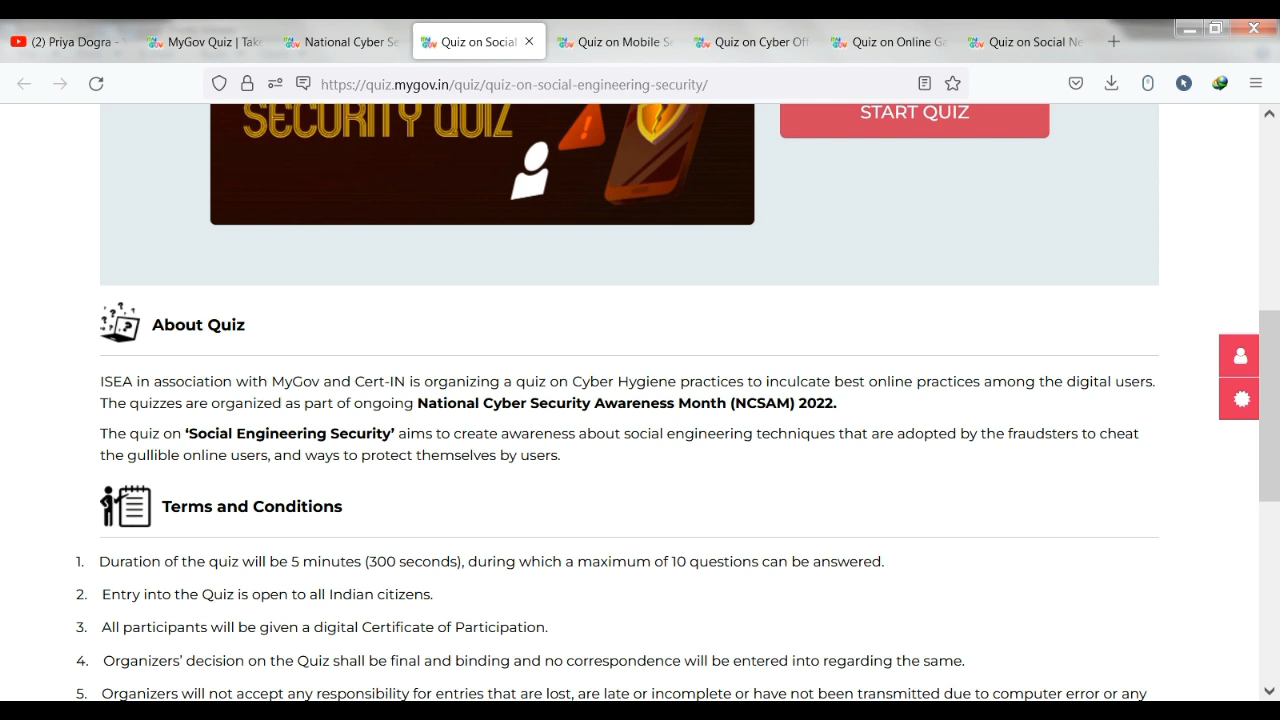 (2) Priya Dogra -
MyGov Quiz | Take
National Cyber Se
Quiz on Social
Quiz on Mobile S
Quiz on Cyber Off
Quiz on Online Ga
Quiz on Social Ne
https://quiz.mygov.in/quiz/quiz-on-social-engineering-security/
SECURITY QUIZ
START QUIZ
About Quiz
ISEA in association with MyGov and Cert-IN is organizing a quiz on Cyber Hygiene practices to inculcate best online practices among the digital users.
The quizzes are organized as part of ongoing National Cyber Security Awareness Month (NCSAM) 2022.
The quiz on ‘Social Engineering Security’ aims to create awareness about social engineering techniques that are adopted by the fraudsters to cheat
the gullible online users, and ways to protect themselves by users.
Terms and Conditions
1. Duration of the quiz will be 5 minutes (300 seconds), during which a maximum of 10 questions can be answered.
2. Entry into the Quiz is open to all Indian citizens.
3. All participants will be given a digital Certificate of Participation.
4. Organizers’ decision on the Quiz shall be final and binding and no correspondence will be entered into regarding the same.
5. Organizers will not accept any responsibility for entries that are lost, are late or incomplete or have not been transmitted due to computer error or any